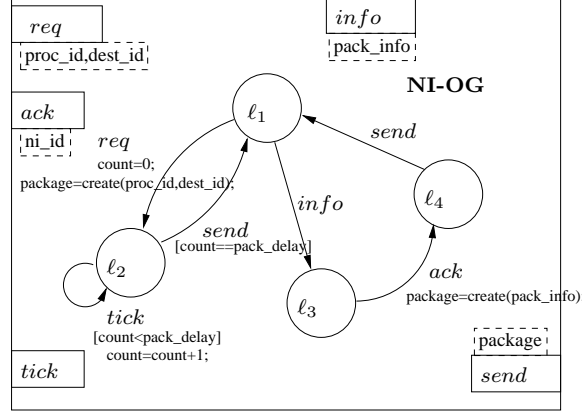 req
proc_id,dest_id
info
pack_info
NI-OG
ack
ni_id
ℓ1
send
req
count=0;
package=create(proc_id,dest_id);
ℓ4
info
send
[count==pack_delay]
ℓ2
ℓ3
ack
package=create(pack_info)
tick
[count<pack_delay]
count=count+1;
package
tick
send